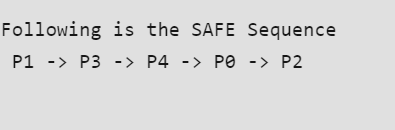 Following is the SAFE Sequence
P1 -> P3 -> P4 -> P0 -> P2